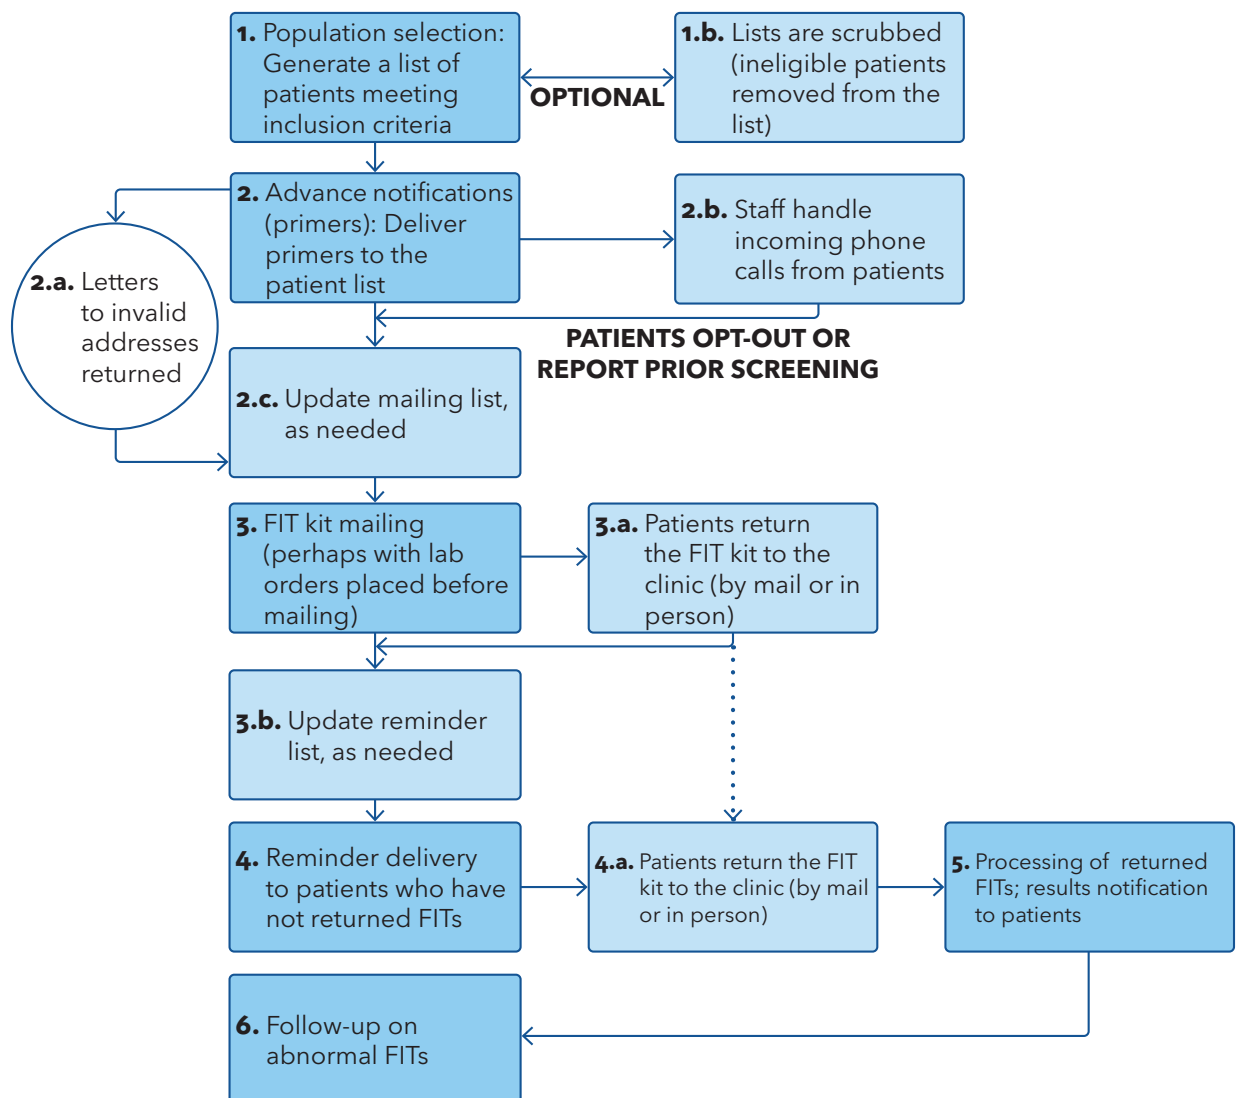 1. Population selection:
Generate a list of
patients meeting
inclusion criteria
OPTIONAL
1.b. Lists are scrubbed
(ineligible patients
removed from the
list)
2. Advance notifications
(primers): Deliver
primers to the
patient list
2.b. Staff handle
incoming phone
calls from patients
2.a. Letters
to invalid
addresses
returned
PATIENTS OPT-OUT OR
REPORT PRIOR SCREENING
2.c. Update mailing list,
as needed
3. FIT kit mailing
(perhaps with lab
orders placed before
mailing)
3.a. Patients return
the FIT kit to the
clinic (by mail or in
person)
3.b. Update reminder
list, as needed
4. Reminder delivery
to patients who have
not returned FITs
4.a. Patients return the FIT
kit to the clinic (by mail
or in person)
5. Processing of returned
FITs; results notification
to patients
6. Follow-up on
abnormal FITs